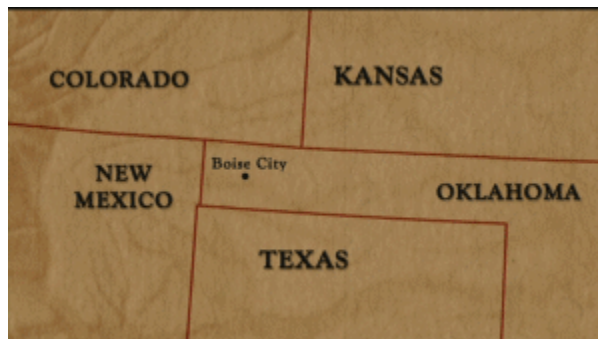 COLORADO
KANSAS
Boise City
NEW
MEXICO
OKLAHOMA
TEXAS